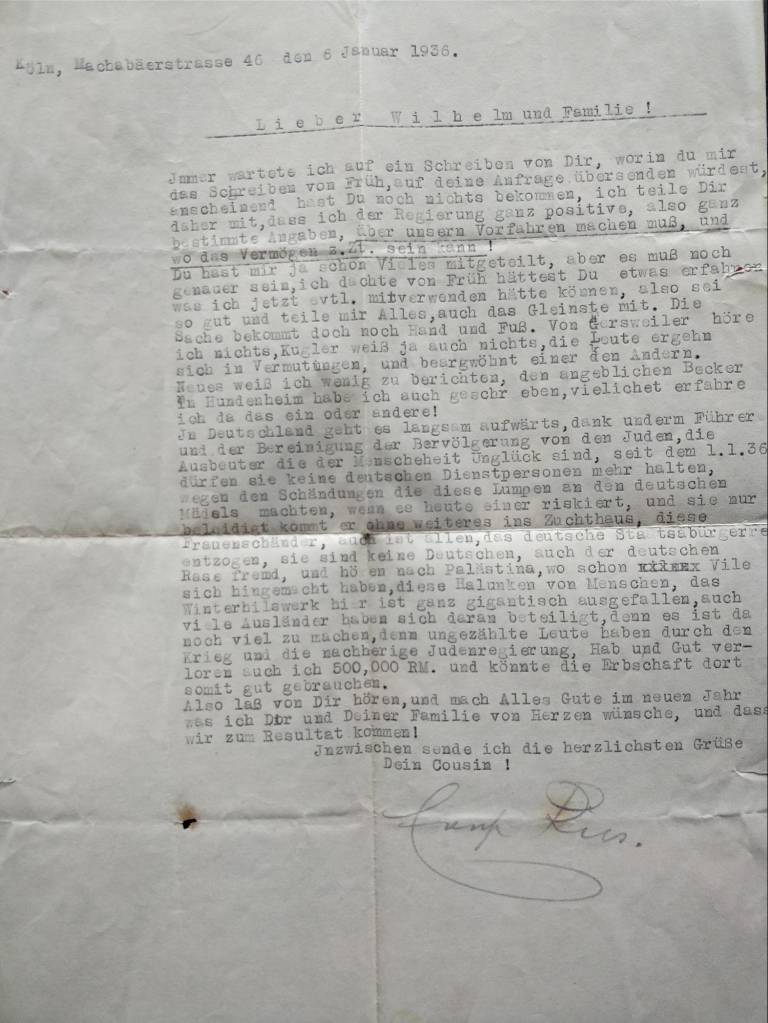 Köln, Machabäerstrasse 46 den 6 Januar 1936.
Lieber Wilhelm und Familie !
Jmmer wartete ich auf ein Schreiben von Dir, worin du mir
das Schreiben von Früh,auf deine Anfrage übersenden würdest,
anscheinend hast Du noch nichts bekommen, ich teile Dir
daher mit,dass ich der Regierung ganz positive, also ganz
bestimmte Angaben, über unsern Vorfahren machen muß, und
wo das Vermögen z.Zt. sein kann !
Du hast mir ja schon Vieles mitgeteilt, aber es muß noch
genauer sein,ich dachte von Früh hättest Du etwas erfahren
was ich jetzt evtl. mitverwenden hätte können, also sei
so gut und teile mir Alles,auch das Gleinste mit. Die
Sache bekommt doch noch Hand und Fuß. Von Gersweiler höre
ich nichts,Kugler weiß ja auch nichts,die Leute ergehn
sich in Vermutungen, und beargwöhnt einer den Andern.
Neues weiß ich wenig zu berichten, den angeblichen Becker
in Hundenheim habe ich auch geschr eben,vielichet erfahre
ich da das ein oder andere!
Jn Deutschland geht es langsam aufwärts,dank underm Führer
und der Bereinigung der Bervölgerung von den Juden,die
Ausbeuter die der Menscheheit Unglück sind, seit dem 1.1.36
dürfen sie keine deutschen Dienstpersonen mehr halten,
wegen den Schändungen die diese Lumpen an den deutschen
Mädels machten, wenn es heute einer riskiert, und sie nur
beleidigt kommt er ohne weiteres ins Zuchthaus, diese
Frauenschänder, auch ist allen,das deutsche Staatsbürgerre
entzogen, sie sind keine Deutschen, auch der deutschen
Rase fremd, und hören nach Palästina,wo schon Vile
sich hingemacht haben,diese Halunken von Menschen, das
Winterhilswerk hier ist ganz gigantisch ausgefallen,auch
viele Ausländer haben sich daran beteiligt,denn es ist da
noch viel zu machen,denn ungezählte Leute haben durch den
Krieg und die nachherige Judenregierung, Hab und Gut ver-
loren auch ich 500,000 RM. und könnte die Erbschaft dort
somit gut gebrauchen.
Also laß von Dir hören,und mach Alles Gute im neuen Jahr
was ich Dir und Deiner Familie von Herzen wünsche, und dass
wir zum Resultat kommen!
Jnzwischen sende ich die herzlichsten Grüße
Dein Cousin !